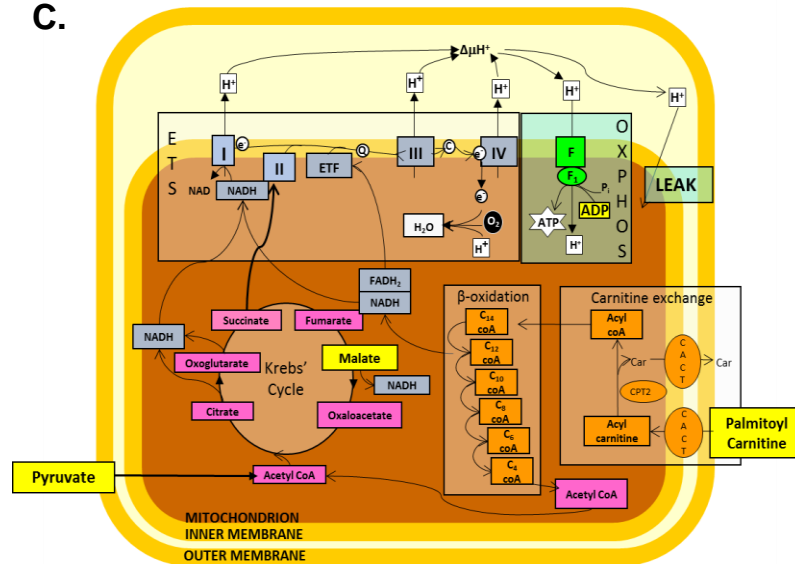 C.
ΔμH⁺
H⁺
H⁺
H⁺
H⁺
H⁺
ETS
I
e⁻
II
ETF
Q
III
C
e⁻
IV
NAD
NADH
e⁻
H₂O
O₂
H⁺
F
F₁
Pᵢ
ADP
ATP
H⁺
OXPHOS
LEAK
FADH₂
NADH
NADH
Succinate
Fumarate
Oxoglutarate
Malate
Krebs'
Cycle
NADH
Citrate
Oxaloacetate
Acetyl CoA
Pyruvate
β-oxidation
C₁₄
coA
C₁₂
coA
C₁₀
coA
C₈
coA
C₆
coA
C₄
coA
Acetyl CoA
Carnitine exchange
Acyl
coA
Car
CACT
Car
CPT2
Acyl
carnitine
CACT
Palmitoyl
Carnitine
MITOCHONDRION
INNER MEMBRANE
OUTER MEMBRANE